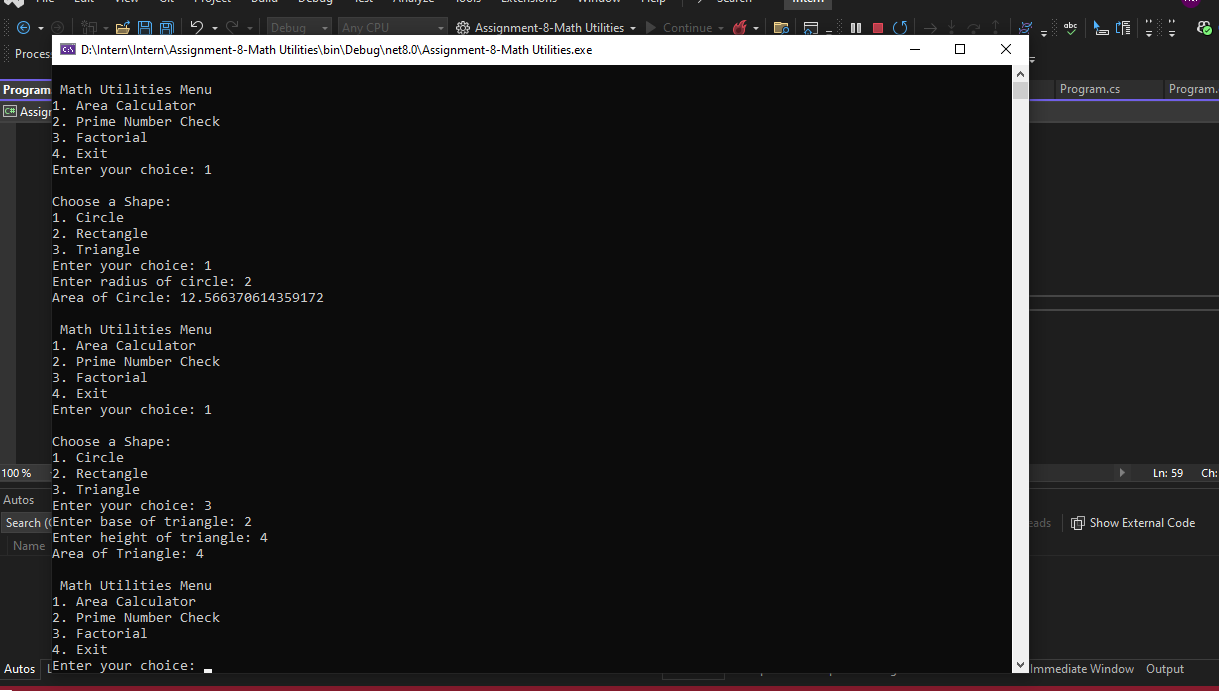 Debug
Any CPU
Assignment-8-Math Utilities
Continue
D:\Intern\Intern\Assignment-8-Math Utilities\bin\Debug\net8.0\Assignment-8-Math Utilities.exe
Program.cs
Program.
100 %
Ln: 59
Ch:
Autos
Search (
Name
Show External Code
Autos
Immediate Window
Output
Math Utilities Menu
1. Area Calculator
2. Prime Number Check
3. Factorial
4. Exit
Enter your choice: 1
Choose a Shape:
1. Circle
2. Rectangle
3. Triangle
Enter your choice: 1
Enter radius of circle: 2
Area of Circle: 12.566370614359172
Math Utilities Menu
1. Area Calculator
2. Prime Number Check
3. Factorial
4. Exit
Enter your choice: 1
Choose a Shape:
1. Circle
2. Rectangle
3. Triangle
Enter your choice: 3
Enter base of triangle: 2
Enter height of triangle: 4
Area of Triangle: 4
Math Utilities Menu
1. Area Calculator
2. Prime Number Check
3. Factorial
4. Exit
Enter your choice: